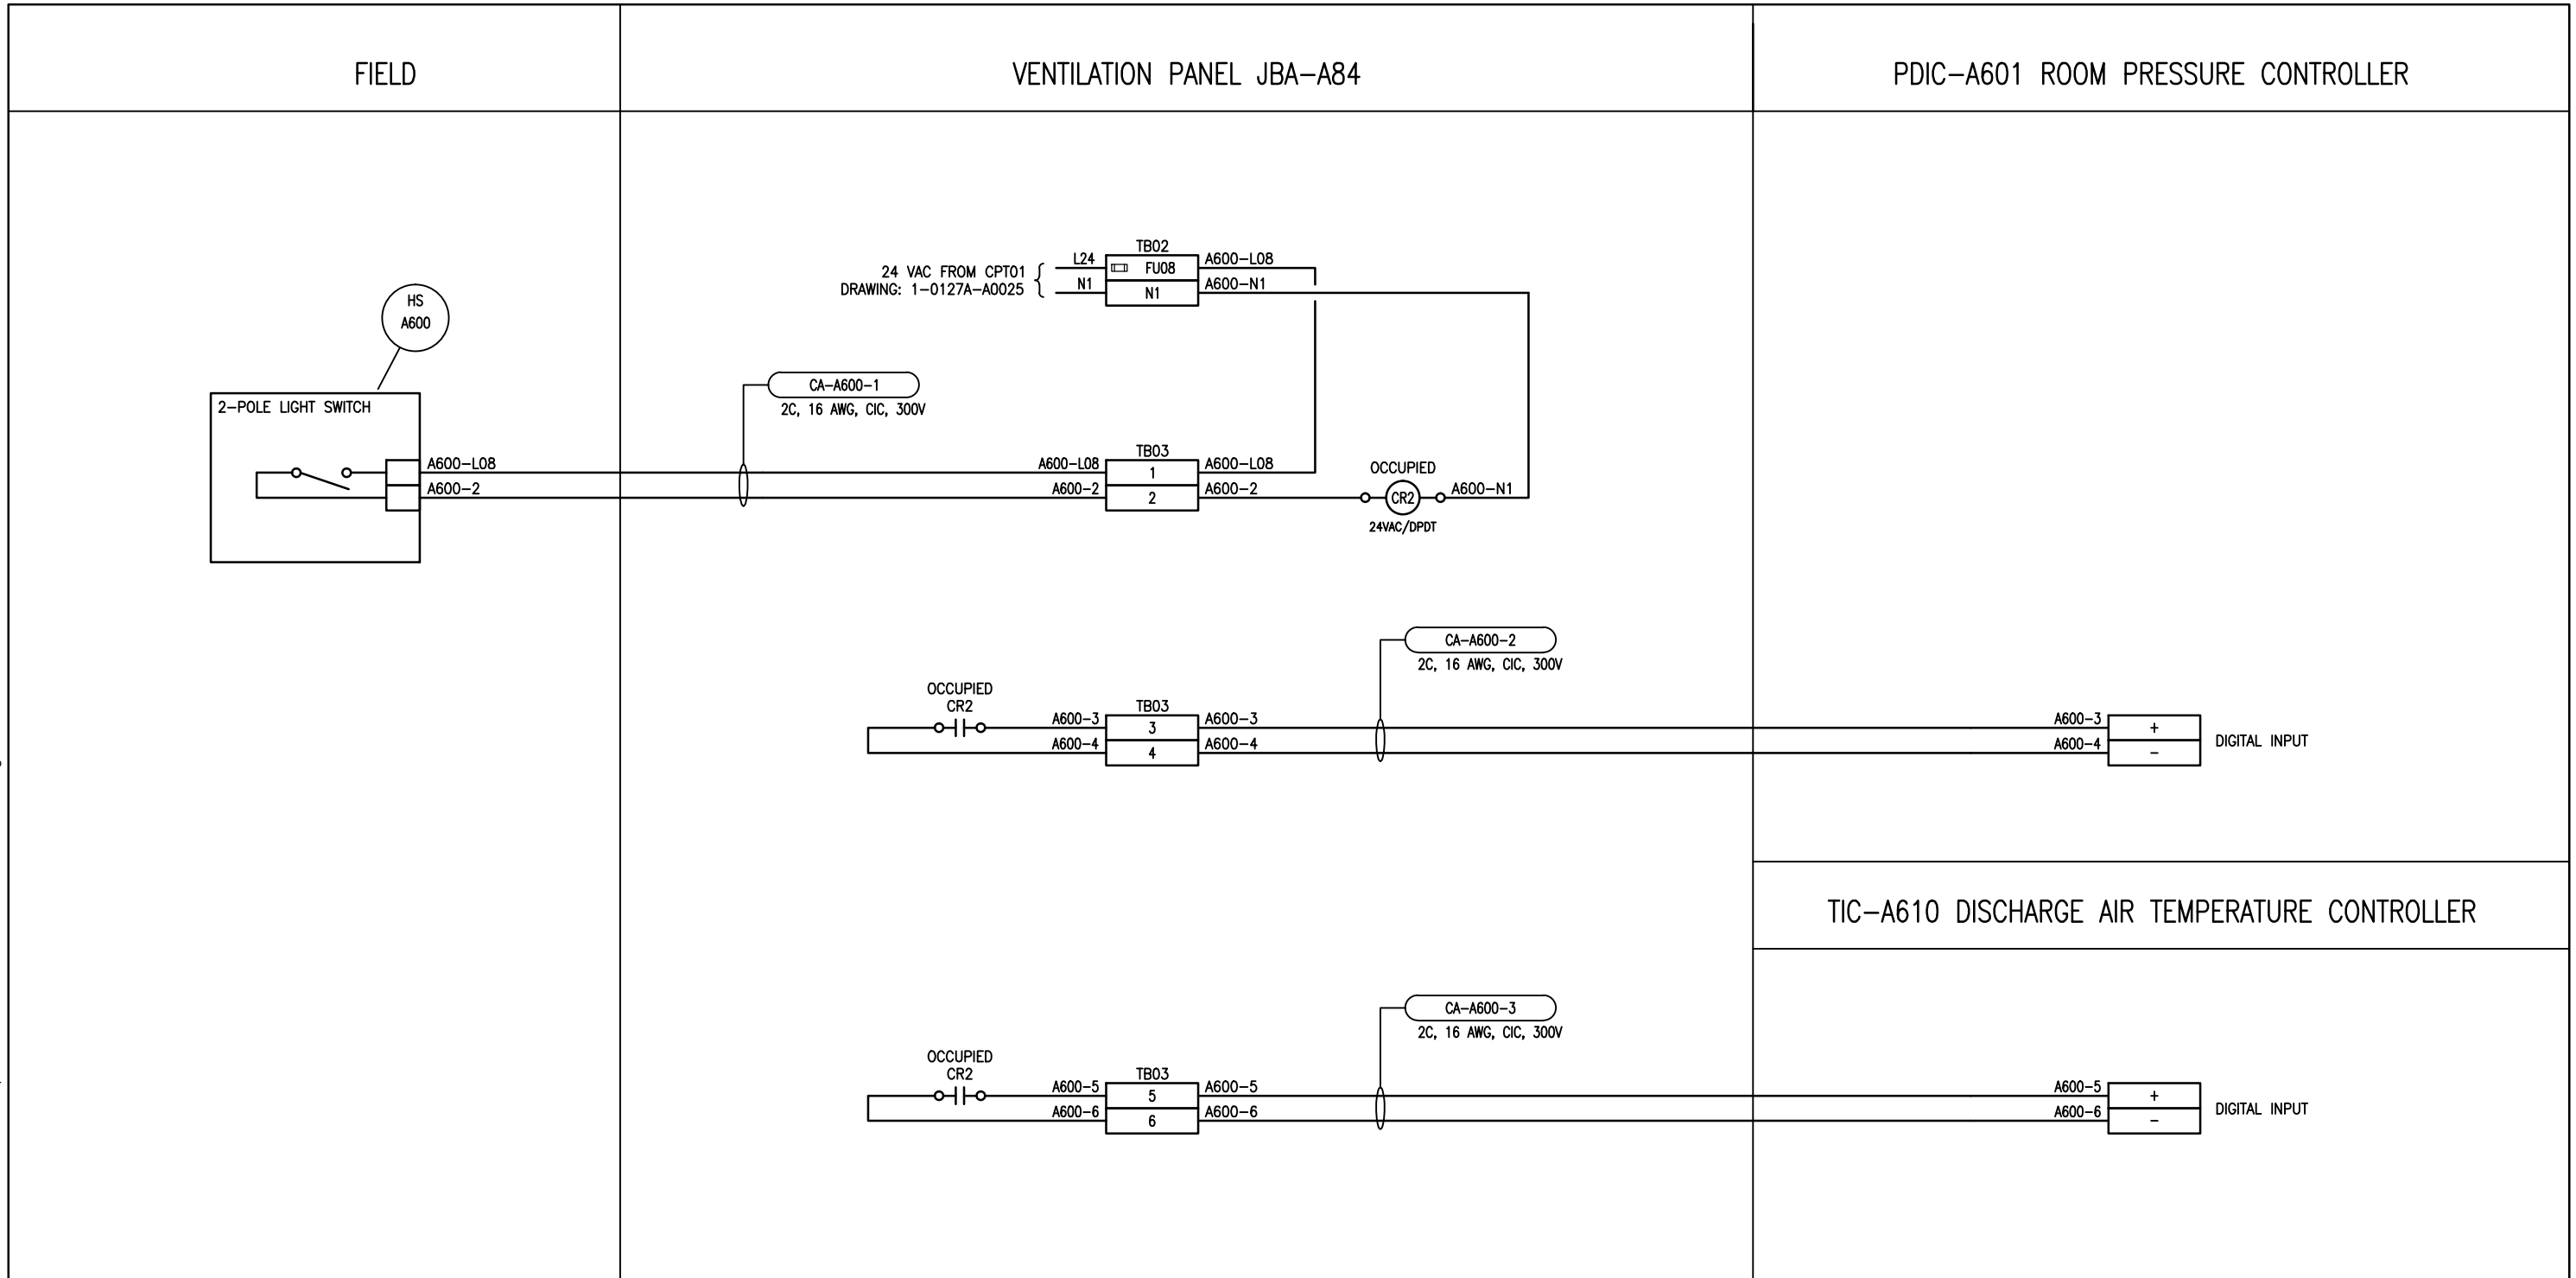 FIELD
VENTILATION PANEL JBA-A84
PDIC-A601 ROOM PRESSURE CONTROLLER
TB02
24 VAC FROM CPT01
DRAWING: 1-0127A-A0025
L24
FU08
A600-L08
N1
N1
A600-N1
HS
A600
2-POLE LIGHT SWITCH
CA-A600-1
2C, 16 AWG, CIC, 300V
A600-L08
A600-2
TB03
A600-L08
1
A600-L08
A600-2
2
A600-2
OCCUPIED
CR2
A600-N1
24VAC/DPDT
CA-A600-2
2C, 16 AWG, CIC, 300V
OCCUPIED
CR2
TB03
A600-3
3
A600-3
A600-4
4
A600-4
A600-3
+
A600-4
-
DIGITAL INPUT
TIC-A610 DISCHARGE AIR TEMPERATURE CONTROLLER
CA-A600-3
2C, 16 AWG, CIC, 300V
OCCUPIED
CR2
TB03
A600-5
5
A600-5
A600-6
6
A600-6
A600-5
+
A600-6
-
DIGITAL INPUT